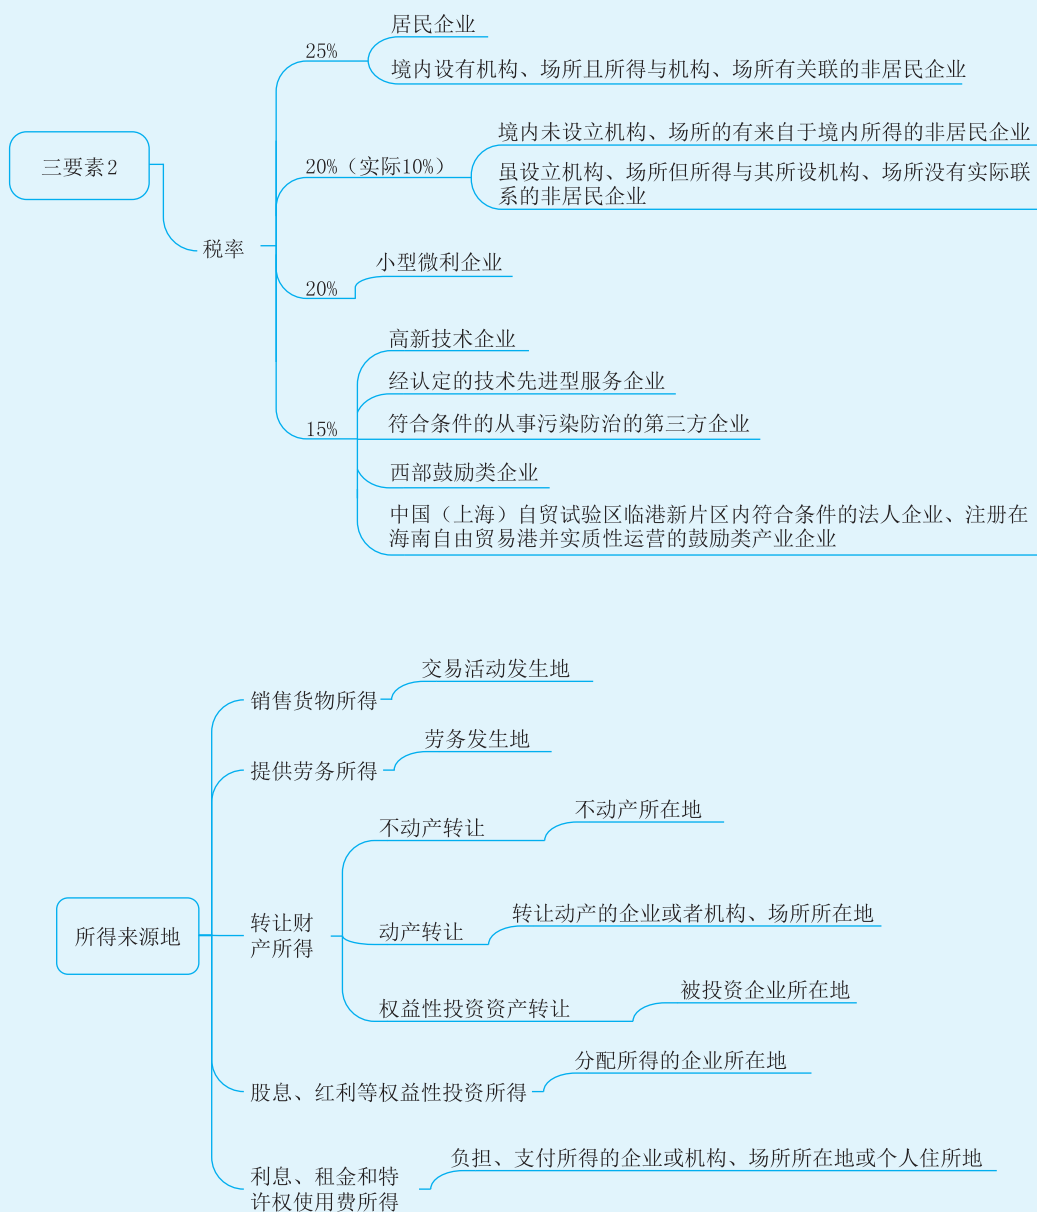 居民企业
25%
境内设有机构、场所且所得与机构、场所有关联的非居民企业
三要素2
境内未设立机构、场所的有来自于境内所得的非居民企业
20%（实际10%）
虽设立机构、场所但所得与其所设机构、场所没有实际联
系的非居民企业
税率
小型微利企业
20%
高新技术企业
经认定的技术先进型服务企业
15%
符合条件的从事污染防治的第三方企业
西部鼓励类企业
中国（上海）自贸试验区临港新片区内符合条件的法人企业、注册在
海南自由贸易港并实质性运营的鼓励类产业企业
交易活动发生地
销售货物所得
劳务发生地
提供劳务所得
不动产所在地
不动产转让
所得来源地
转让财
产所得
转让动产的企业或者机构、场所所在地
动产转让
被投资企业所在地
权益性投资资产转让
分配所得的企业所在地
股息、红利等权益性投资所得
负担、支付所得的企业或机构、场所所在地或个人住所地
利息、租金和特
许权使用费所得